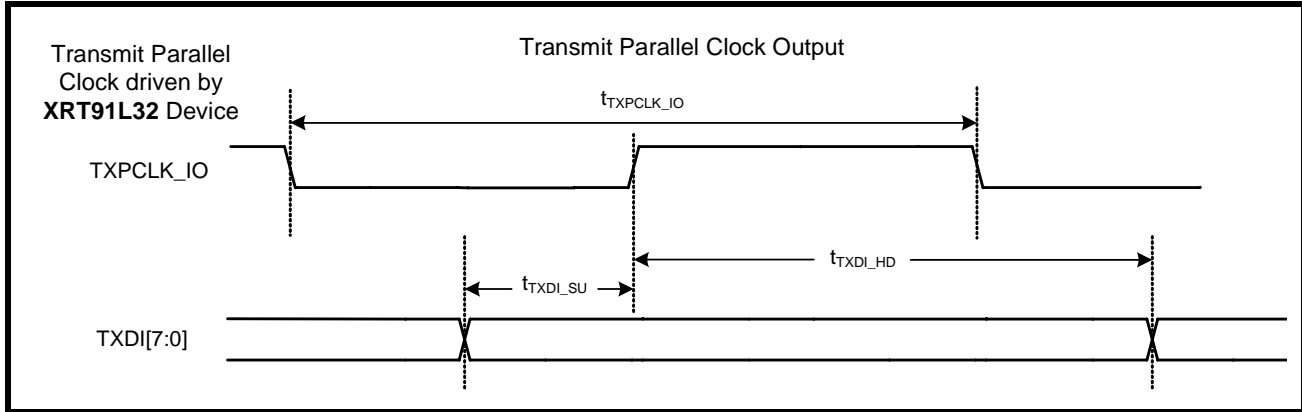 Transmit Parallel
Clock driven by
XRT91L32 Device
Transmit Parallel Clock Output
tTXPCLK_IO
TXPCLK_IO
tTXDI_HD
tTXDI_SU
TXDI[7:0]